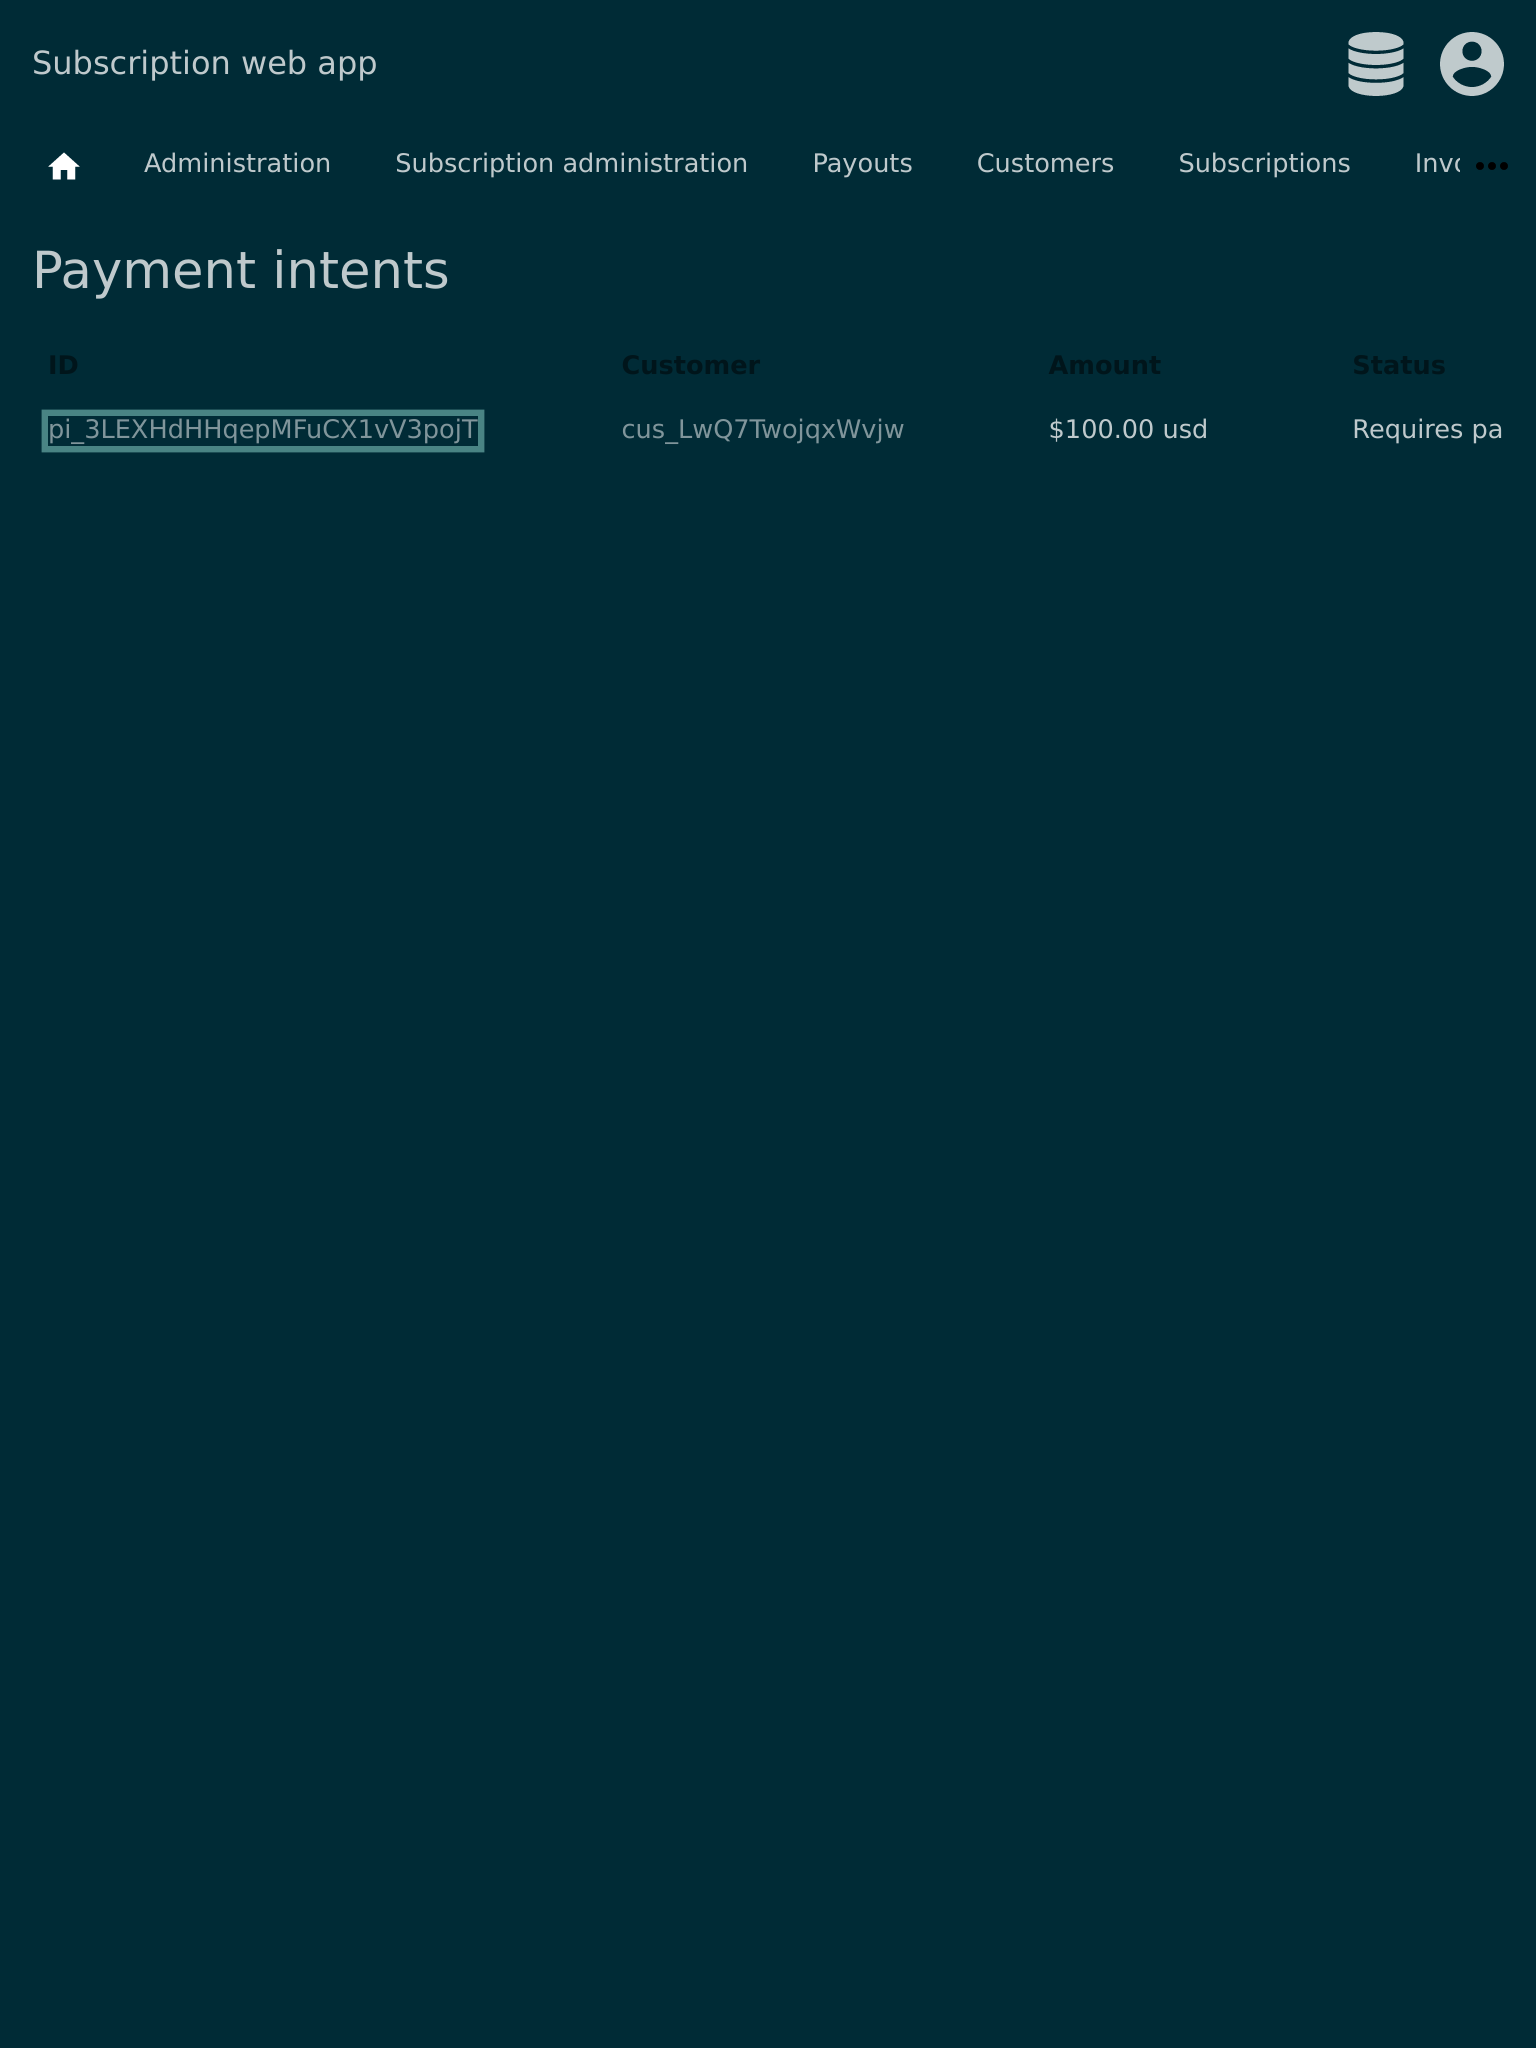 Subscription web app
Administration Subscription administration Payouts Customers Subscriptions Invo
Payment intents
ID Customer Amount Status
pi_3LEXHdHHqepMFuCX1vV3pojT cus_LwQ7TwojqxWvjw $100.00 usd Requires pa